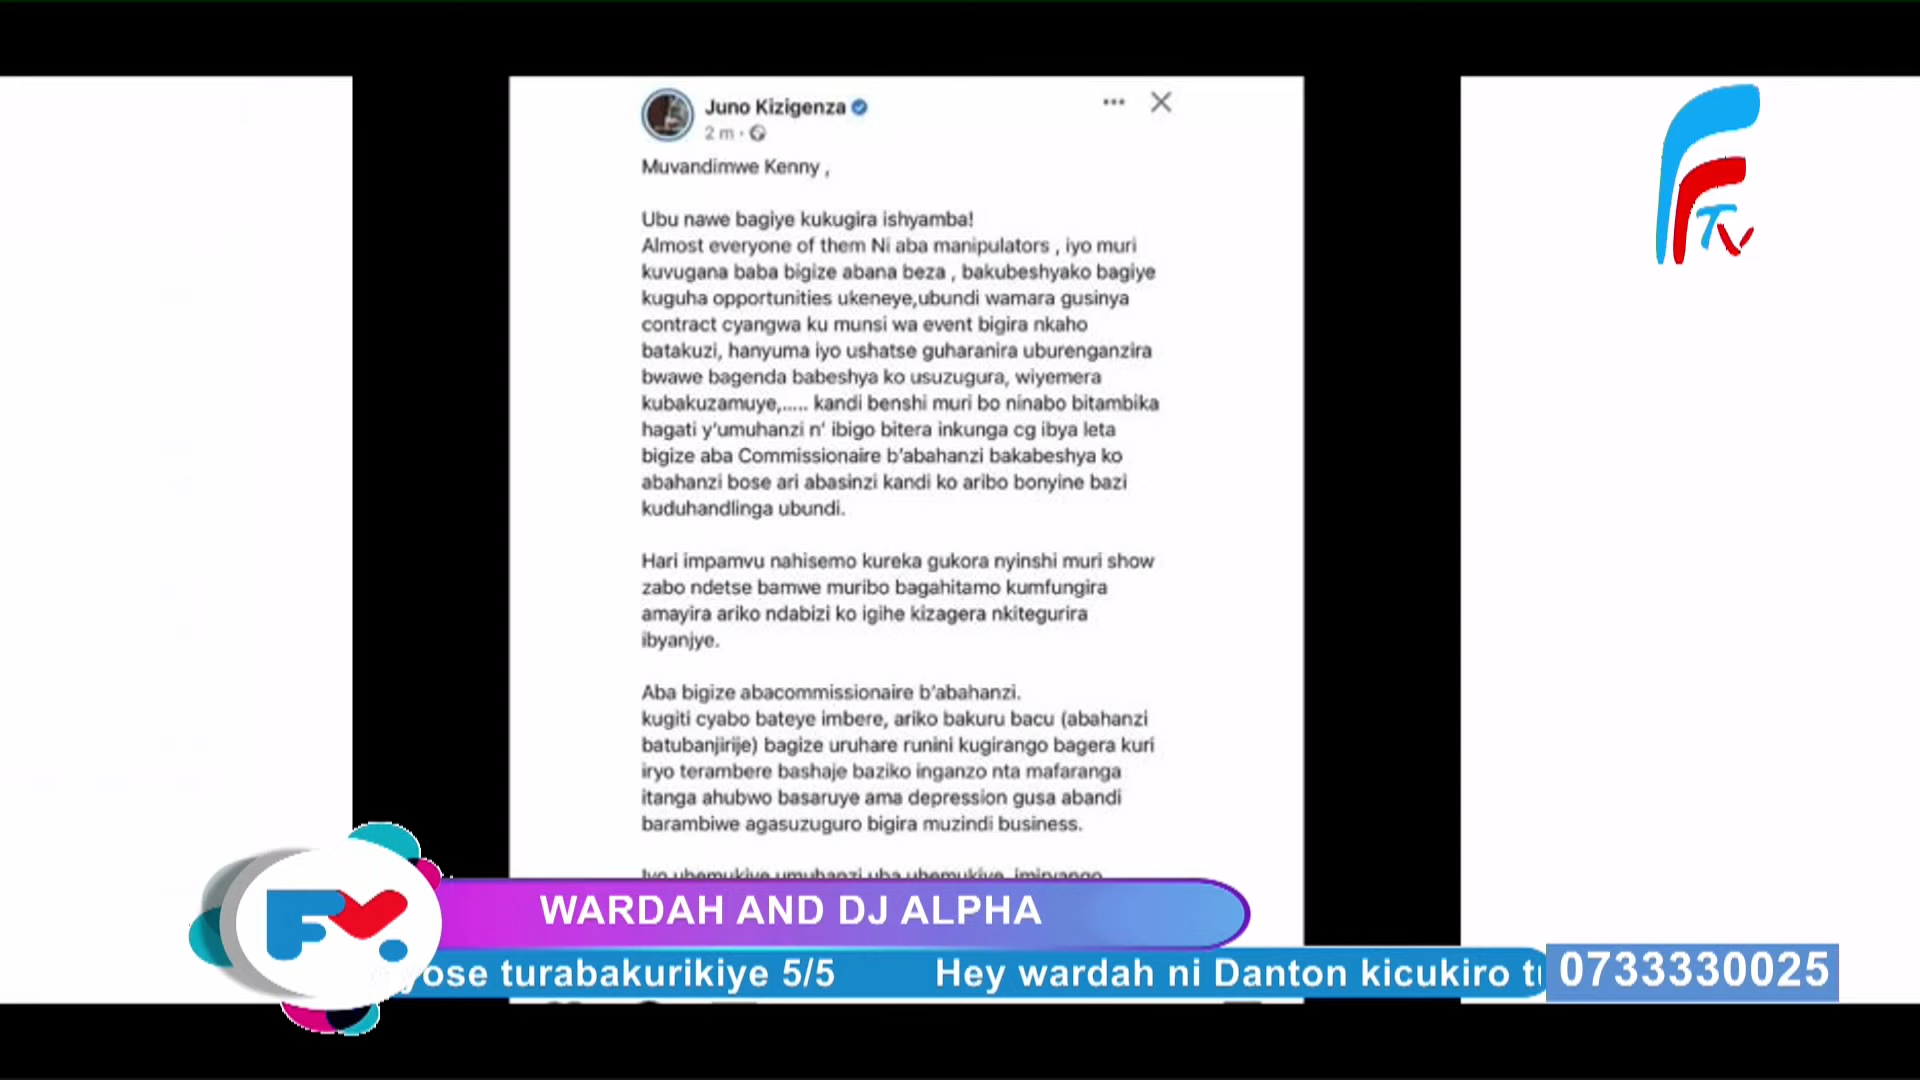 Juno Kizigenza
2 m ·
Muvandimwe Kenny ,
Ubu nawe bagiye kukugira ishyamba!
Almost everyone of them Ni aba manipulators , iyo muri
kuvugana baba bigize abana beza , bakubeshyako bagiye
kuguha opportunities ukeneye,ubundi wamara gusinya
contract cyangwa ku munsi wa event bigira nkaho
batakuzi, hanyuma iyo ushatse guharanira uburenganzira
bwawe bagenda babeshya ko usuzugura, wiyemera
kubakuzamuye,..... kandi benshi muri bo ninabo bitambika
hagati y'umuhanzi n' ibigo bitera inkunga cg ibya leta
bigize aba Commissionaire b'abahanzi bakabeshya ko
abahanzi bose ari abasinzi kandi ko aribo bonyine bazi
kuduhandlinga ubundi.
Hari impamvu nahisemo kureka gukora nyinshi muri show
zabo ndetse bamwe muribo bagahitamo kumfungira
amayira ariko ndabizi ko igihe kizagera nkitegurira
ibyanjye.
Aba bigize abacommissionaire b'abahanzi.
kugiti cyabo bateye imbere, ariko bakuru bacu (abahanzi
batubanjirije) bagize uruhare runini kugirango bagera kuri
iryo terambere bashaje baziko inganzo nta mafaranga
itanga ahubwo basaruye ama depression gusa abandi
barambiwe agasuzuguro bigira muzindi business.
Iyo uhemukiye umuhanzi uba uhemukiye imiryango
WARDAH AND DJ ALPHA
yose turabakurikiye 5/5 Hey wardah ni Danton kicukiro
0733330025
FTV